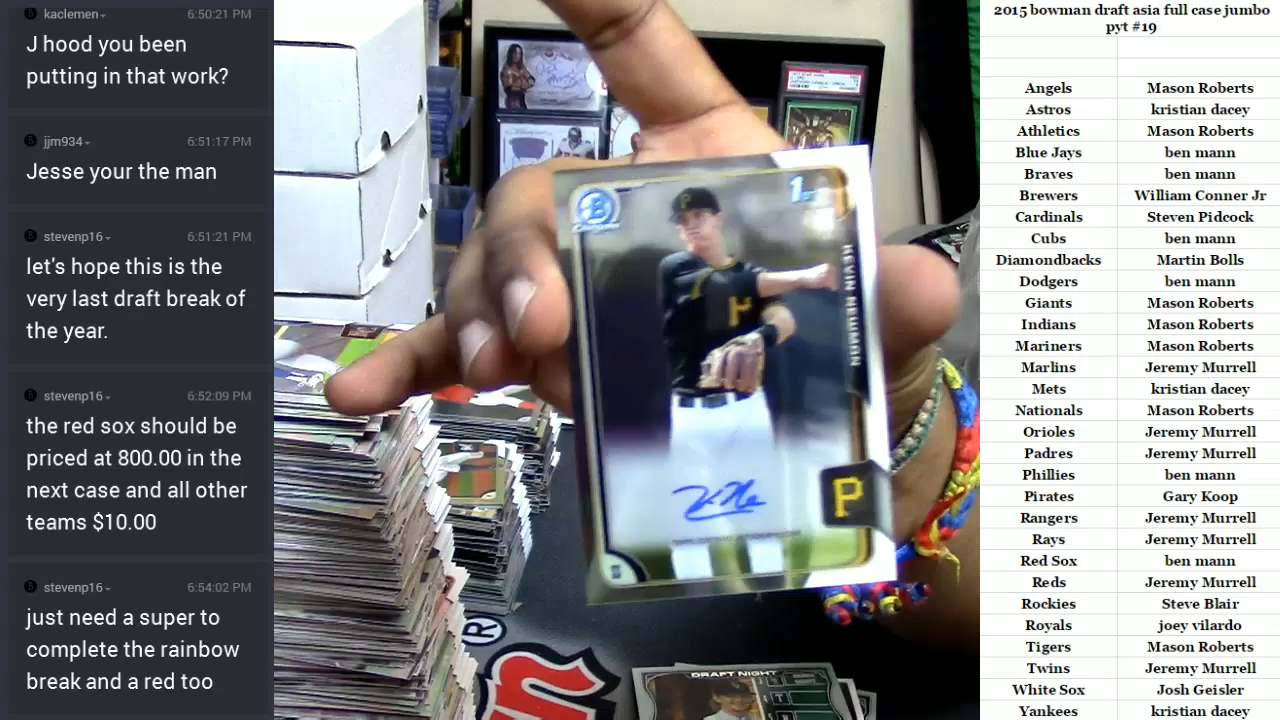 kaclemen 6:50:21 PM
J hood you been
putting in that work?
jjm934 6:51:17 PM
Jesse your the man
stevenp16 6:51:21 PM
let's hope this is the
very last draft break of
the year.
stevenp16 6:52:09 PM
the red sox should be
priced at 800.00 in the
next case and all other
teams $10.00
stevenp16 6:54:02 PM
just need a super to
complete the rainbow
break and a red too
B
1st
KEVIN NEWMAN
P
P
®
DRAFT NIGHT
2015 bowman draft asia full case jumbo
pyt #19
Angels Mason Roberts
Astros kristian dacey
Athletics Mason Roberts
Blue Jays ben mann
Braves ben mann
Brewers William Conner Jr
Cardinals Steven Pidcock
Cubs ben mann
Diamondbacks Martin Bolls
Dodgers ben mann
Giants Mason Roberts
Indians Mason Roberts
Mariners Mason Roberts
Marlins Jeremy Murrell
Mets kristian dacey
Nationals Mason Roberts
Orioles Jeremy Murrell
Padres Jeremy Murrell
Phillies ben mann
Pirates Gary Koop
Rangers Jeremy Murrell
Rays Jeremy Murrell
Red Sox ben mann
Reds Jeremy Murrell
Rockies Steve Blair
Royals joey vilardo
Tigers Mason Roberts
Twins Jeremy Murrell
White Sox Josh Geisler
Yankees kristian dacey